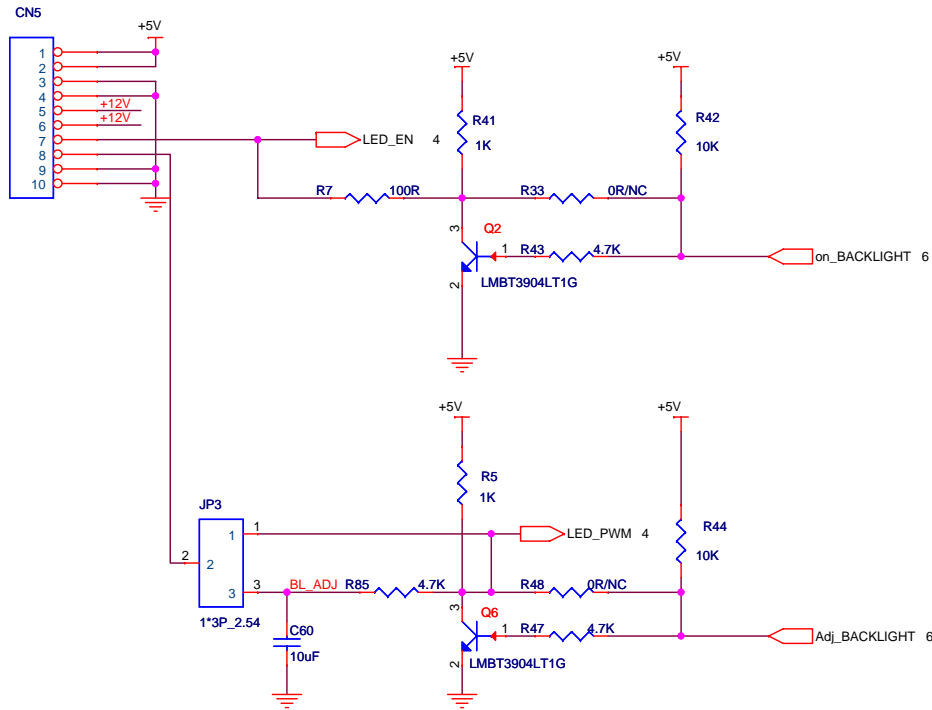 CN5
+5V
1
2
3
4
5
6
7
8
9
10
+12V
+12V
LED_EN 4
+5V
R41
1K
+5V
R42
10K
R7 100R
R33 0R/NC
3
Q2
1
R43 4.7K
2
LMBT3904LT1G
on_BACKLIGHT 6
+5V
R5
1K
+5V
R44
10K
JP3
1
2
3
1
2
3
1*3P_2.54
LED_PWM 4
BL_ADJ
R85 4.7K
R48 0R/NC
C60
10uF
3
Q6
1
R47 4.7K
2
LMBT3904LT1G
Adj_BACKLIGHT 6